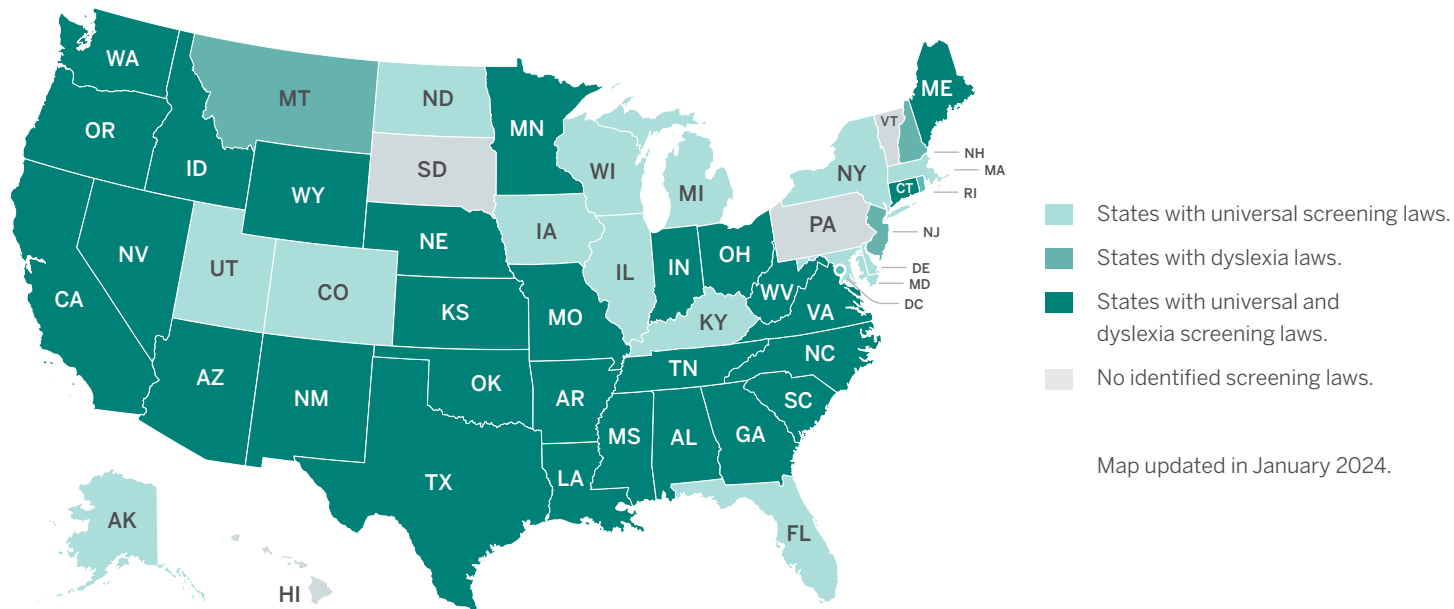 WA
MT
ND
MN
ME
VT
OR
ID
SD
WI
NH
MI
NY
MA
WY
CT
RI
NE
IA
PA
NJ
NV
UT
OH
IN
IL
DE
CO
MD
WV
CA
DC
KS
MO
VA
KY
NC
TN
AZ
OK
NM
AR
SC
MS
AL
GA
TX
LA
AK
FL
HI
States with universal screening laws.
States with dyslexia laws.
States with universal and
dyslexia screening laws.
No identified screening laws.
Map updated in January 2024.